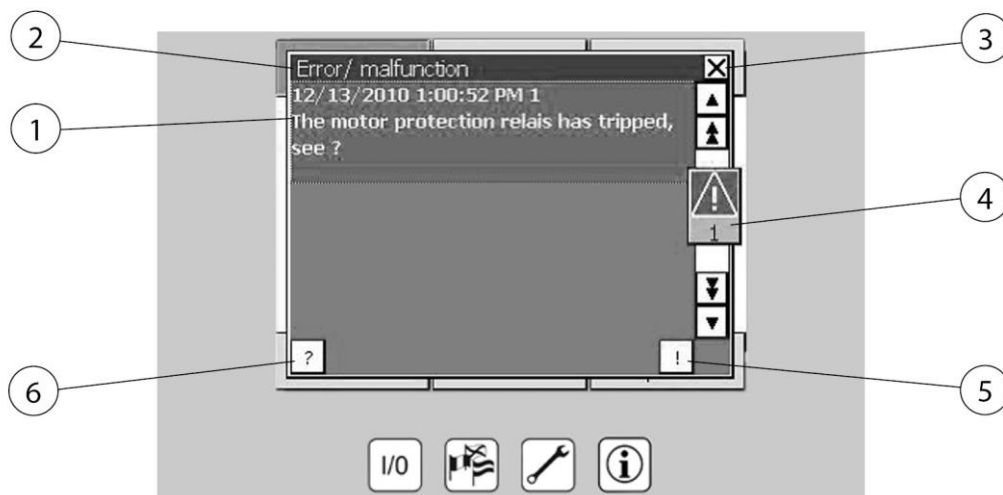 2
3
Error/ malfunction
12/13/2010 1:00:52 PM 1
1
The motor protection relais has tripped,
see ?
4
1
?
!
6
5
I/0
i